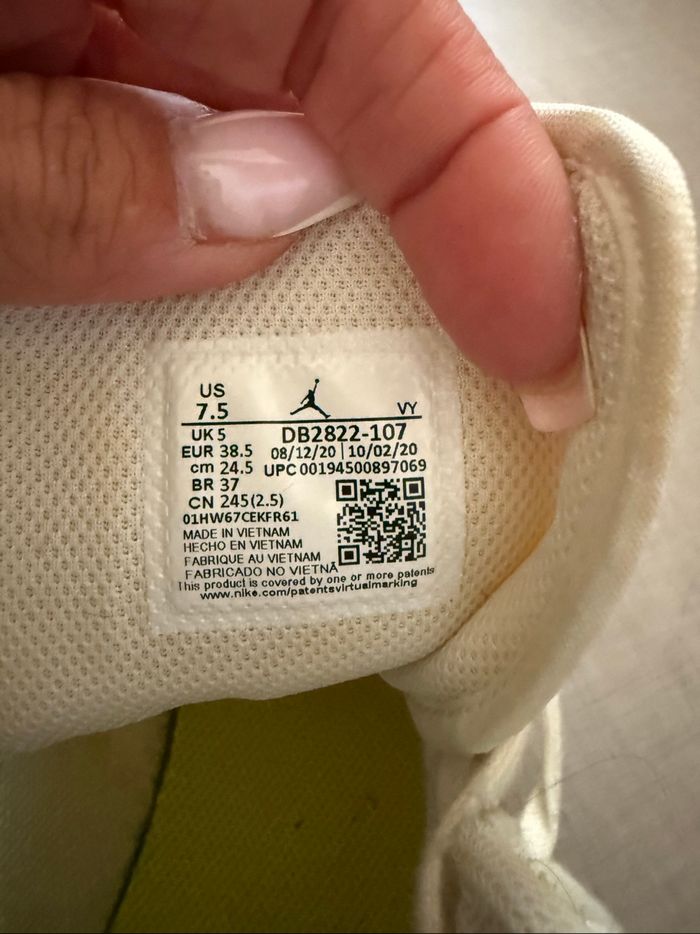 US
7.5
VY
UK 5
DB2822-107
EUR 38.5
08/12/20 | 10/02/20
cm 24.5
UPC 00194500897069
BR 37
CN 245(2.5)
01HW67CEKFR61
MADE IN VIETNAM
HECHO EN VIETNAM
FABRIQUE AU VIETNAM
FABRICADO NO VIETNÃ
This product is covered by one or more patents
www.nike.com/patentsvirtualmarking